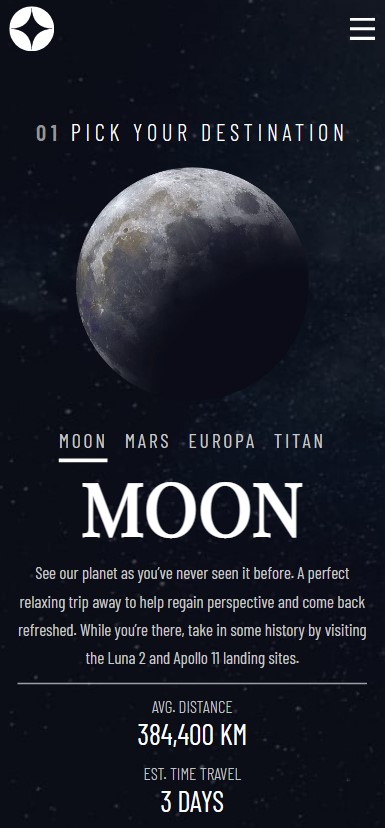 01 PICK YOUR DESTINATION
MOON MARS EUROPA TITAN
MOON
See our planet as you've never seen it before. A perfect
relaxing trip away to help regain perspective and come back
refreshed. While you're there, take in some history by visiting
the Luna 2 and Apollo 11 landing sites.
AVG. DISTANCE
384,400 KM
EST. TIME TRAVEL
3 DAYS